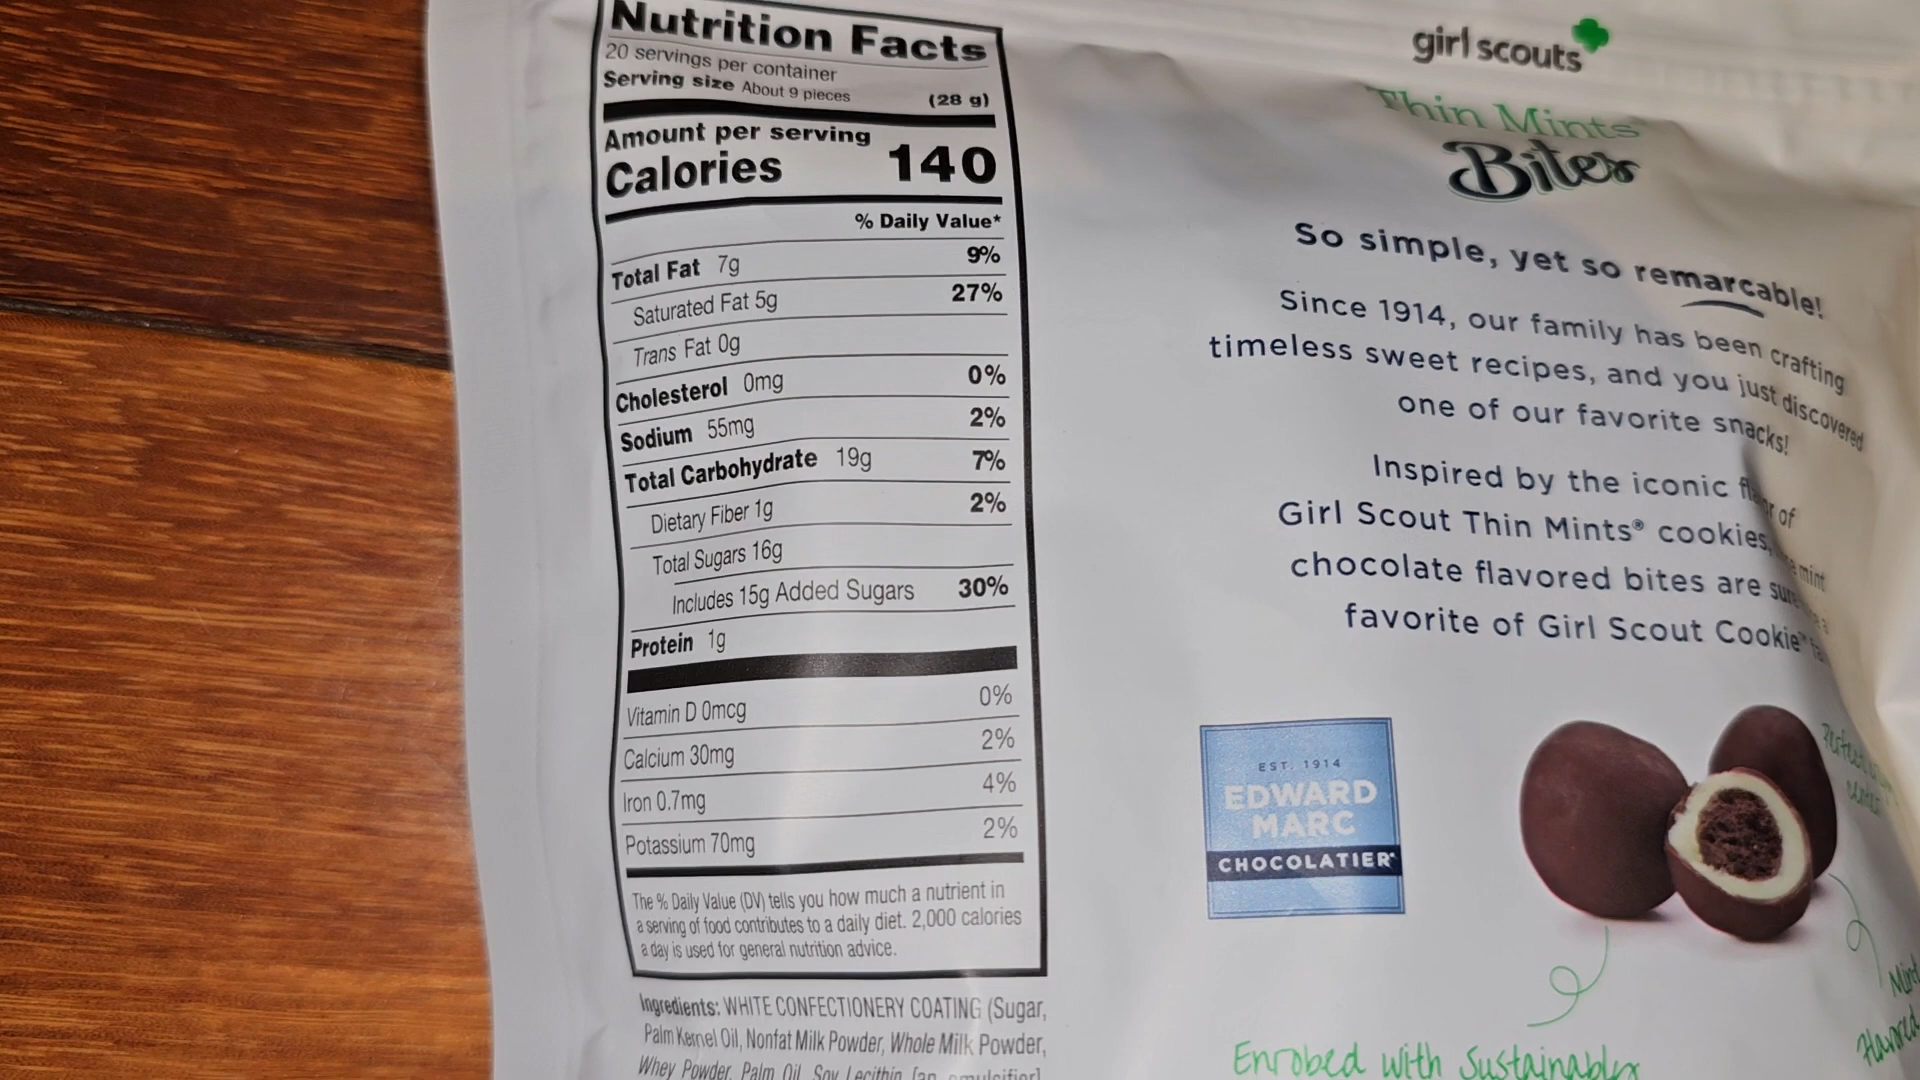 Nutrition Facts
20 servings per container
Serving size About 9 pieces (28 g)
Amount per serving
Calories 140
% Daily Value*
Total Fat 7g 9%
Saturated Fat 5g 27%
Trans Fat 0g
Cholesterol 0mg 0%
Sodium 55mg 2%
Total Carbohydrate 19g 7%
Dietary Fiber 1g 2%
Total Sugars 16g
Includes 15g Added Sugars 30%
Protein 1g
Vitamin D 0mcg 0%
Calcium 30mg 2%
Iron 0.7mg 4%
Potassium 70mg 2%
The % Daily Value (DV) tells you how much a nutrient in
a serving of food contributes to a daily diet. 2,000 calories
a day is used for general nutrition advice.
Ingredients: WHITE CONFECTIONERY COATING (Sugar,
Palm Kernel Oil, Nonfat Milk Powder, Whole Milk Powder,
Whey Powder, Palm Oil, Soy Lecithin [an emulsifier]
girl scouts
Thin Mints
Bites
So simple, yet so remarcable!
Since 1914, our family has been crafting
timeless sweet recipes, and you just discovered
one of our favorite snacks!
Inspired by the iconic of
Girl Scout Thin Mints® cookies, mint
chocolate flavored bites are
favorite of Girl Scout Cookie™
EST. 1914
EDWARD
MARC
CHOCOLATIER
Mint
Flavored
Enrobed with Sustainably